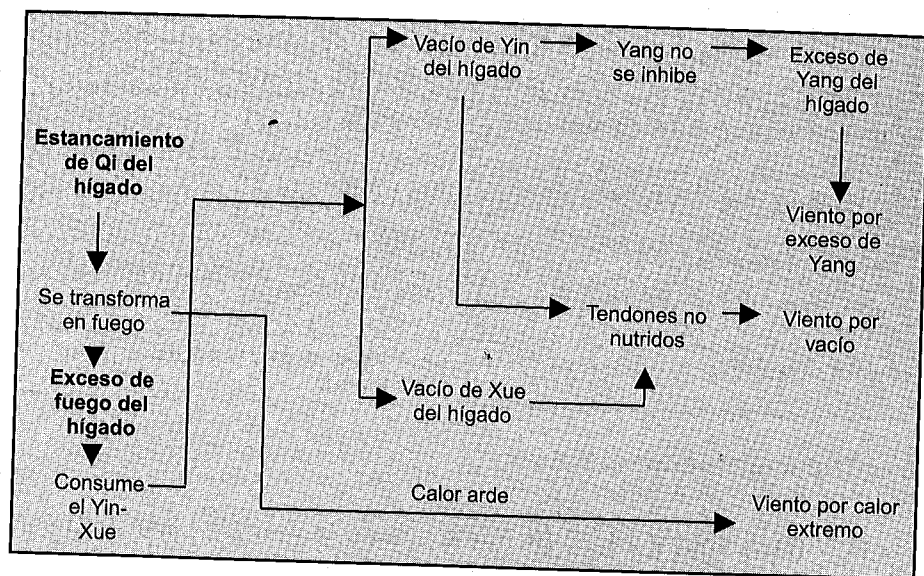 Estancamiento
de Qi del
hígado
Se transforma
en fuego
Exceso de
fuego del
hígado
Consume
el Yin-
Xue
Vacío de Yin
del hígado
Yang no
se inhibe
Exceso de
Yang del
hígado
Viento por
exceso de
Yang
Tendones no
nutridos
Viento por
vacío
Vacío de Xue
del hígado
Calor arde
Viento por calor
extremo